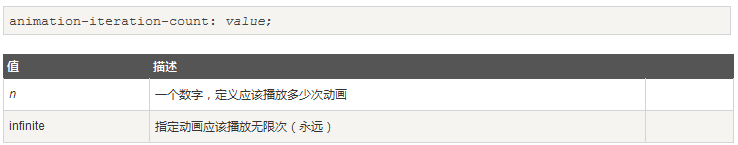 animation-iteration-count: value;
值 描述
n 一个数字，定义应该播放多少次动画
infinite 指定动画应该播放无限次（永远）